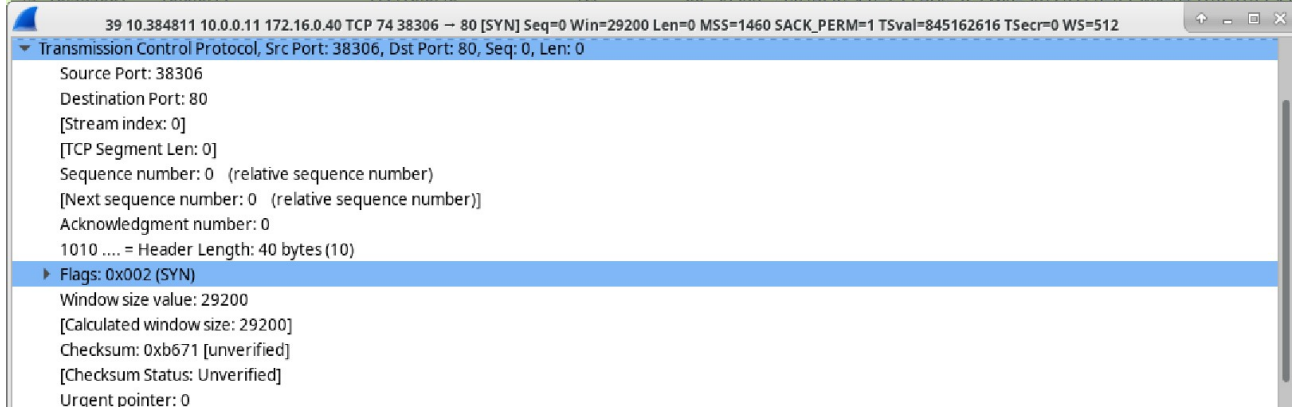 39 10.384811 10.0.0.11 172.16.0.40 TCP 74 38306 → 80 [SYN] Seq=0 Win=29200 Len=0 MSS=1460 SACK_PERM=1 TSval=845162616 TSecr=0 WS=512
Transmission Control Protocol, Src Port: 38306, Dst Port: 80, Seq: 0, Len: 0
Source Port: 38306
Destination Port: 80
[Stream index: 0]
[TCP Segment Len: 0]
Sequence number: 0 (relative sequence number)
[Next sequence number: 0 (relative sequence number)]
Acknowledgment number: 0
1010 .... = Header Length: 40 bytes (10)
Flags: 0x002 (SYN)
Window size value: 29200
[Calculated window size: 29200]
Checksum: 0xb671 [unverified]
[Checksum Status: Unverified]
Urgent pointer: 0